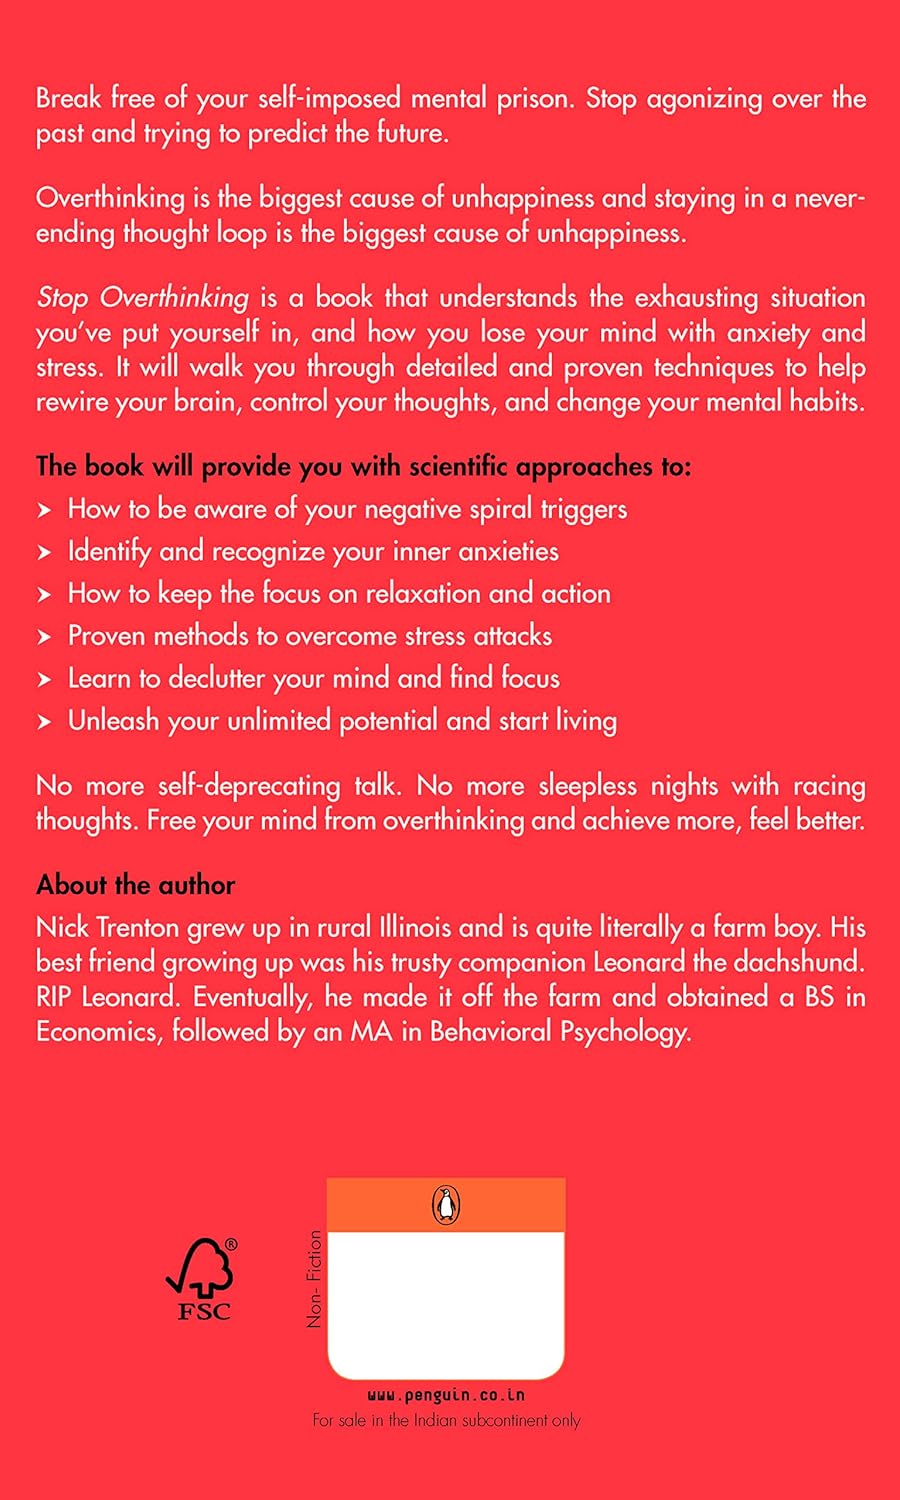 Break free of your self-imposed mental prison. Stop agonizing over the
past and trying to predict the future.
Overthinking is the biggest cause of unhappiness and staying in a never-
ending thought loop is the biggest cause of unhappiness.
Stop Overthinking is a book that understands the exhausting situation
you've put yourself in, and how you lose your mind with anxiety and
stress. It will walk you through detailed and proven techniques to help
rewire your brain, control your thoughts, and change your mental habits.
The book will provide you with scientific approaches to:
➤ How to be aware of your negative spiral triggers
➤ Identify and recognize your inner anxieties
➤ How to keep the focus on relaxation and action
➤ Proven methods to overcome stress attacks
➤ Learn to declutter your mind and find focus
➤ Unleash your unlimited potential and start living
No more self-deprecating talk. No more sleepless nights with racing
thoughts. Free your mind from overthinking and achieve more, feel better.
About the author
Nick Trenton grew up in rural Illinois and is quite literally a farm boy. His
best friend growing up was his trusty companion Leonard the dachshund.
RIP Leonard. Eventually, he made it off the farm and obtained a BS in
Economics, followed by an MA in Behavioral Psychology.
®
FSC
Non- Fiction
www.penguin.co.in
For sale in the Indian subcontinent only